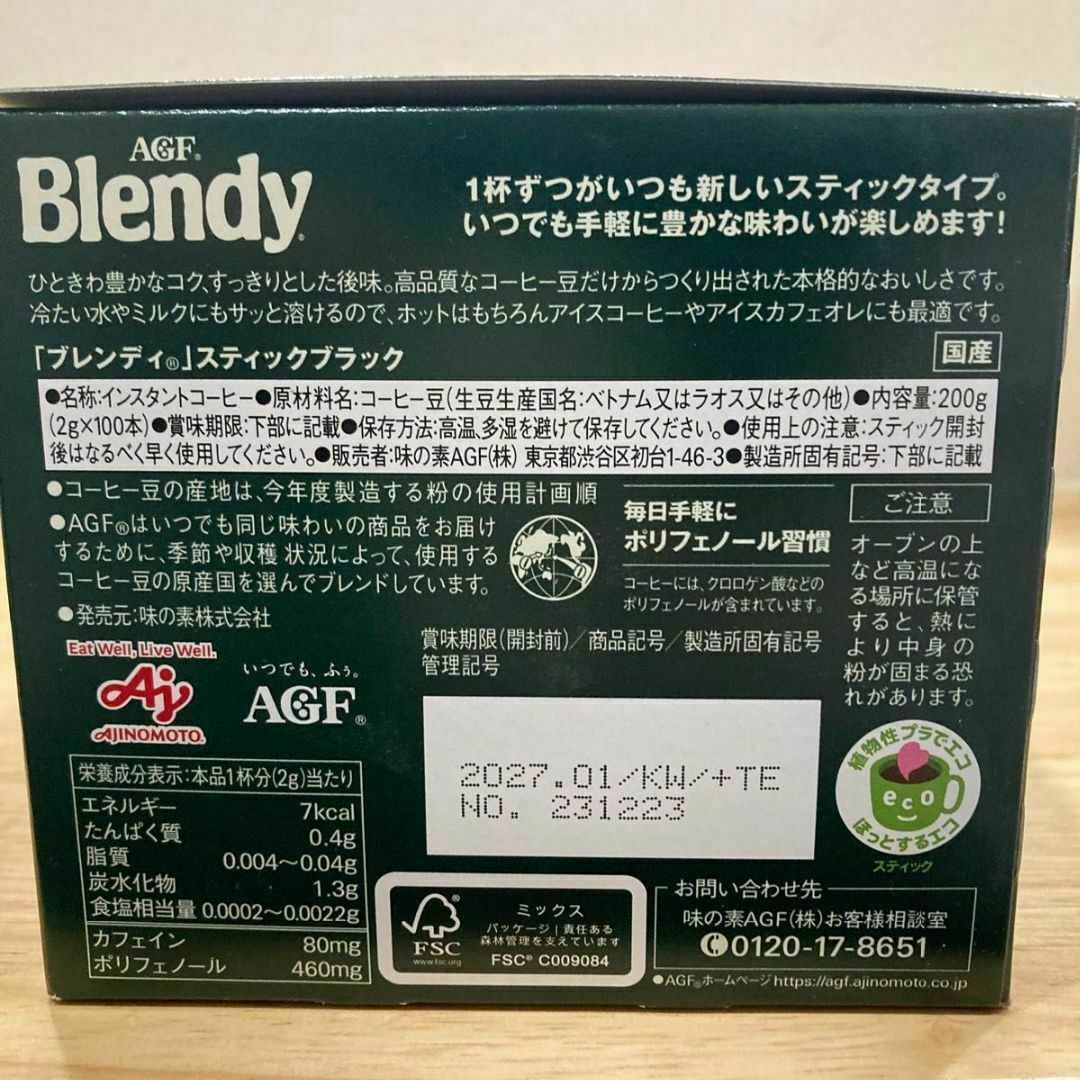 AGF®
Blendy®
1杯ずつがいつも新しいスティックタイプ。
いつでも手軽に豊かな味わいが楽しめます!
ひときわ豊かなコク、すっきりとした後味。高品質なコーヒー豆だけからつくり出された本格的なおいしさです。
冷たい水やミルクにもサッと溶けるので、ホットはもちろんアイスコーヒーやアイスカフェオレにも最適です。
「ブレンディ®」スティックブラック
国産
●名称:インスタントコーヒー●原材料名:コーヒー豆(生豆生産国名:ベトナム又はラオス又はその他)●内容量:200g
(2g×100本)●賞味期限:下部に記載●保存方法:高温、多湿を避けて保存してください。●使用上の注意:スティック開封
後はなるべく早く使用してください。●販売者:味の素AGF(株) 東京都渋谷区初台1-46-3●製造所固有記号:下部に記載
●コーヒー豆の産地は、今年度製造する粉の使用計画順
●AGF®はいつでも同じ味わいの商品をお届け
するために、季節や収穫 状況によって、使用する
コーヒー豆の原産国を選んでブレンドしています。
●発売元:味の素株式会社
毎日手軽に
ポリフェノール習慣
コーヒーには、クロロゲン酸などの
ポリフェノールが含まれています。
ご注意
オーブンの上
など高温にな
る場所に保管
すると、熱に
より中身の
粉が固まる恐
れがあります。
Eat Well, Live Well.
AJINOMOTO®
いつでも、ふぅ。
AGF®
賞味期限(開封前)/商品記号/製造所固有記号
管理記号
2027.01/KW/+TE
NO. 231223
植物性プラでエコ
eco
ほっとするエコ
スティック
栄養成分表示:本品1杯分(2g)当たり
エネルギー 7kcal
たんぱく質 0.4g
脂質 0.004〜0.04g
炭水化物 1.3g
食塩相当量 0.0002〜0.0022g
カフェイン 80mg
ポリフェノール 460mg
FSC
www.fsc.org
ミックス
パッケージ|責任ある
森林管理を支えています
FSC® C009084
お問い合わせ先
味の素AGF(株)お客様相談室
0120-17-8651
●AGF®ホームページhttps://agf.ajinomoto.co.jp